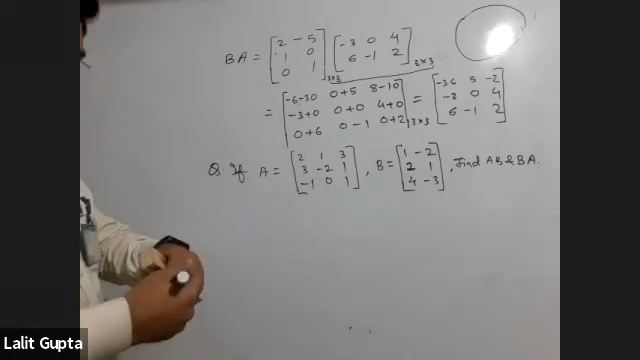 BA = [2 -5; 1 0; 0 1]3×3 [-3 0 4; 6 -1 2]3×3
= [-6-30 0+5 8-10; -3+0 0+0 4+0; 0+6 0-1 0+2]3×3 = [-36 5 -2; -3 0 4; 6 -1 2]
Q If A = [2 1 3; 3 -2 1; -1 0 1], B = [1 -2; 2 1; 4 -3], Find AB & BA.
Lalit Gupta